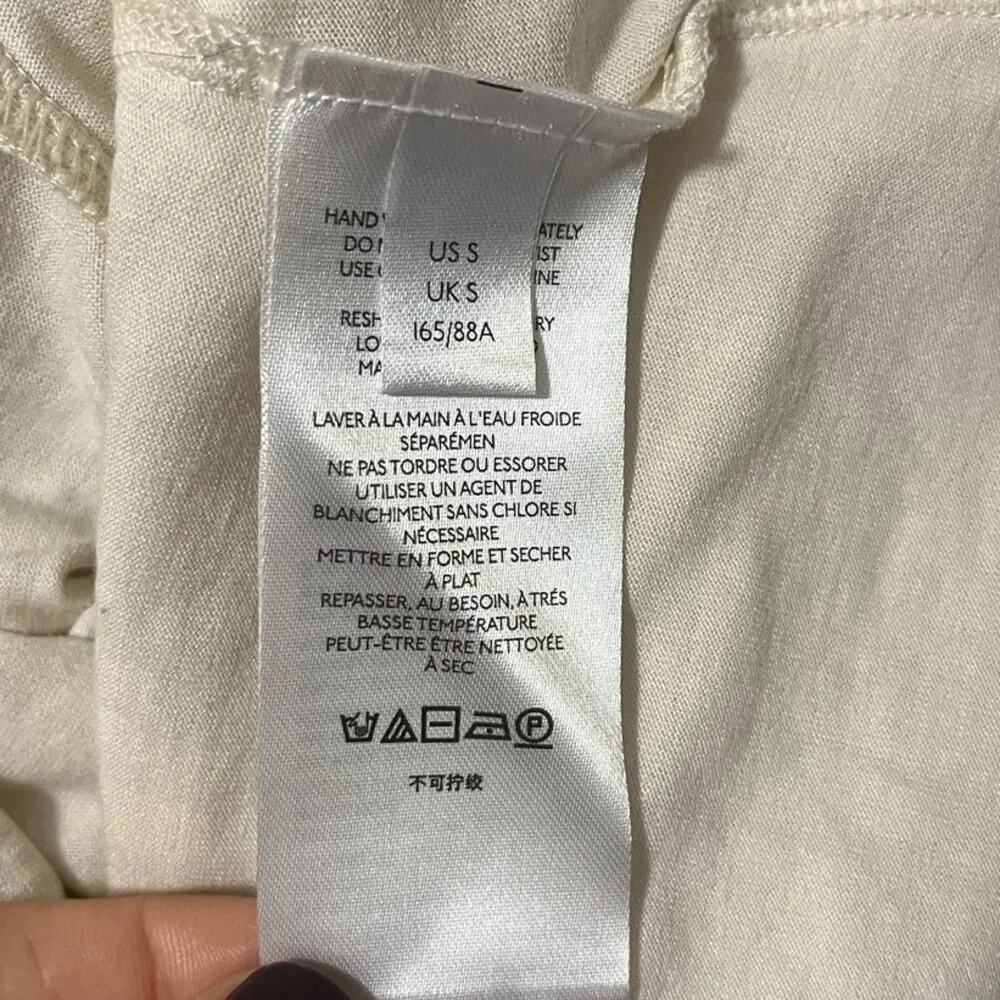 HAND
ATELY
DO
IST
USE
INE
US S
UK S
165/88A
RESH
RY
LO
MA
LAVER À LA MAIN À L'EAU FROIDE
SÉPARÉMEN
NE PAS TORDRE OU ESSORER
UTILISER UN AGENT DE
BLANCHIMENT SANS CHLORE SI
NÉCESSAIRE
METTRE EN FORME ET SECHER
À PLAT
REPASSER, AU BESOIN, À TRÉS
BASSE TEMPÉRATURE
PEUT-ÊTRE ÊTRE NETTOYÉE
À SEC
P
不可拧绞